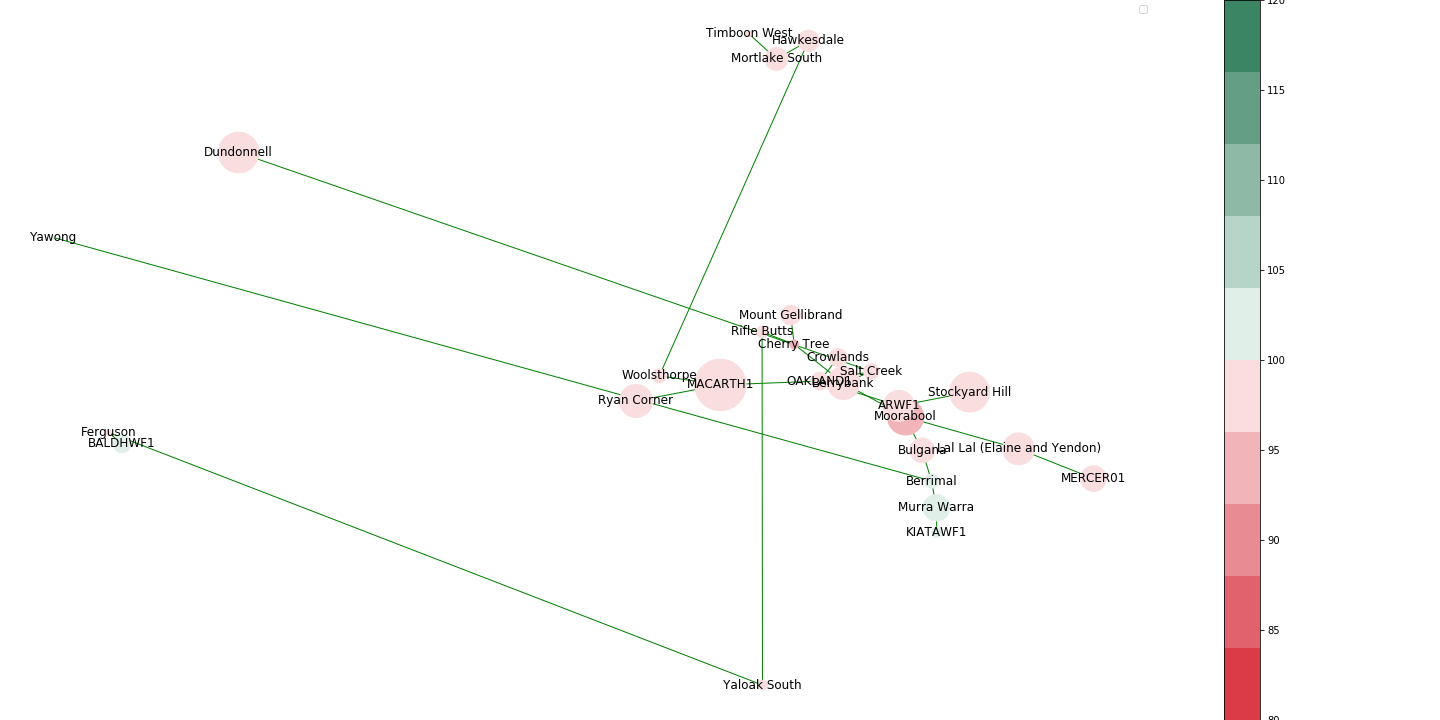 Timboon West
Hawkesdale
Mortlake South
Dundonnell
Yawong
Mount Gellibrand
Rifle Butts
Cherry Tree
Crowlands
Salt Creek
Woolsthorpe
OAKLAND1
Berrybank
MACARTH1
Stockyard Hill
Ryan Corner
ARWF1
Moorabool
Ferguson
BALDHWF1
Bulgana
Lal Lal (Elaine and Yendon)
MERCER01
Berrimal
Murra Warra
KIATAWF1
Yaloak South
120
115
110
105
100
95
90
85
80